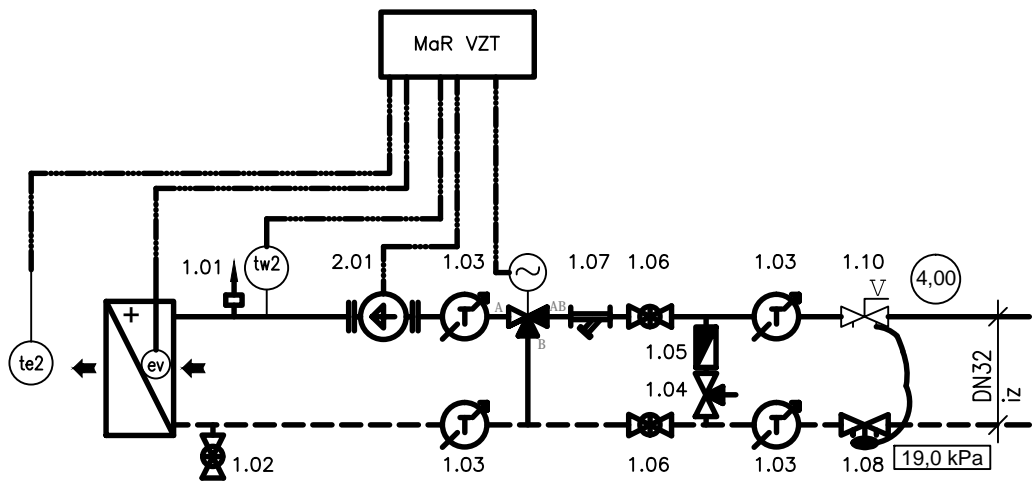 MaR VZT
1.01
tw2
2.01
1.03
1.07
1.06
1.03
1.10
V
4,00
A
AB
B
T
T
+
te2
ev
1.05
1.04
DN32
iz
T
T
1.02
1.03
1.06
1.03
1.08
19,0 kPa